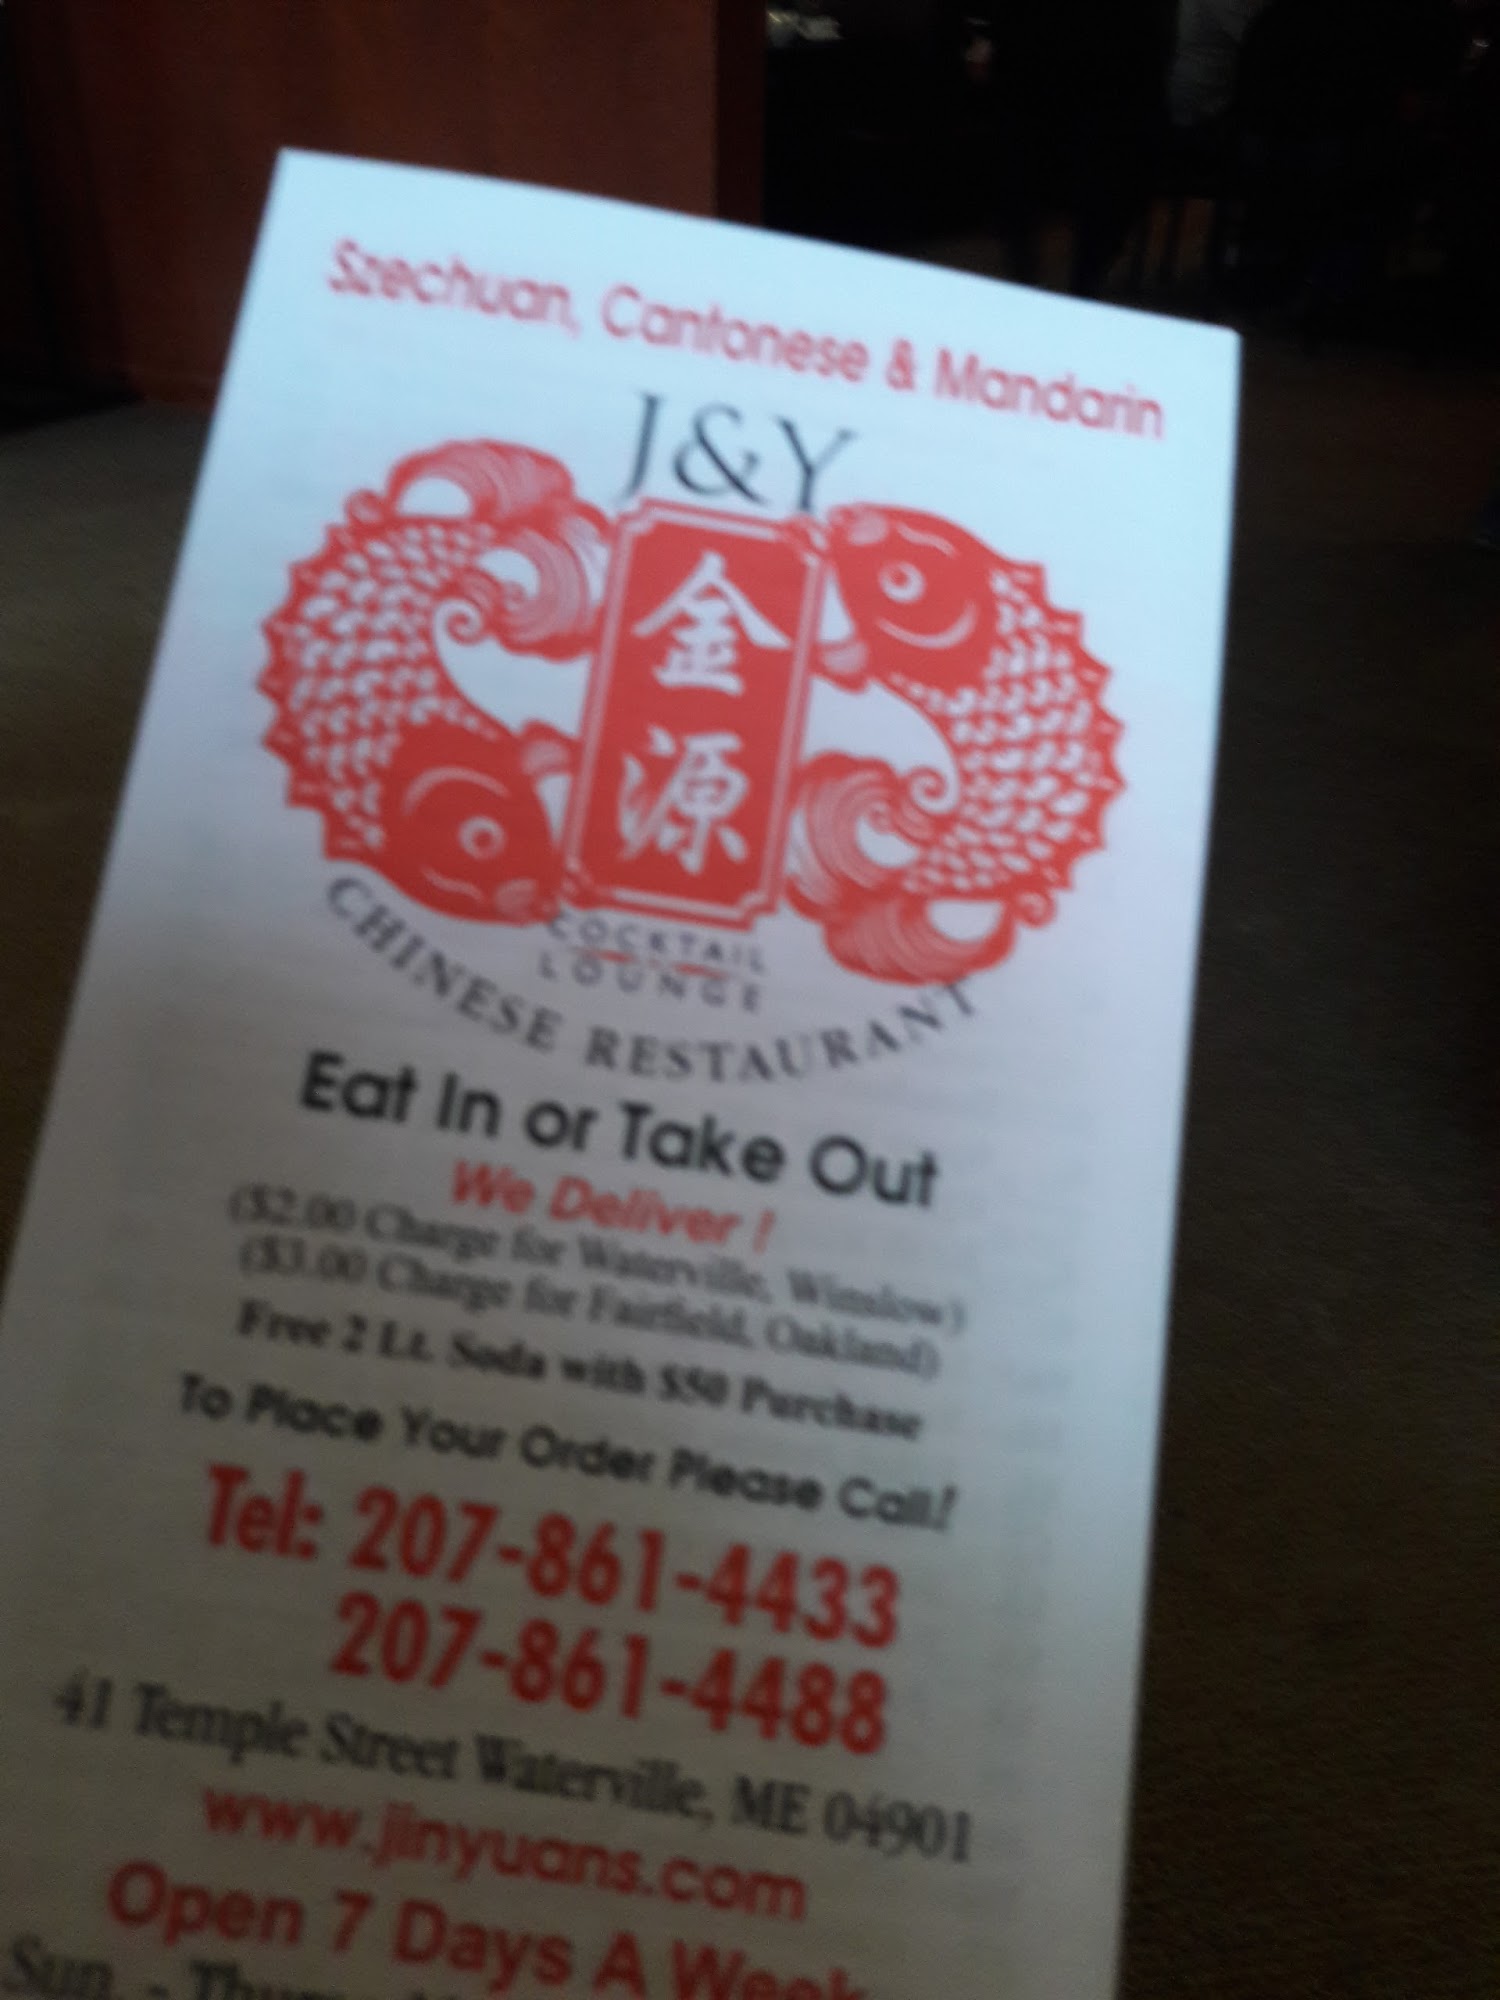 Szechuan, Cantonese & Mandarin
J&Y
金
源
COCKTAIL
LOUNGE
CHINESE RESTAURANT
Eat In or Take Out
We Deliver !
($2.00 Charge for Waterville, Winslow)
($3.00 Charge for Fairfield, Oakland)
Free 2 Lt. Soda with $50 Purchase
To Place Your Order Please Call!
Tel: 207-861-4433
207-861-4488
41 Temple Street Waterville, ME 04901
www.jinyuans.com
Open 7 Days A Week
Sun. - Thurs.